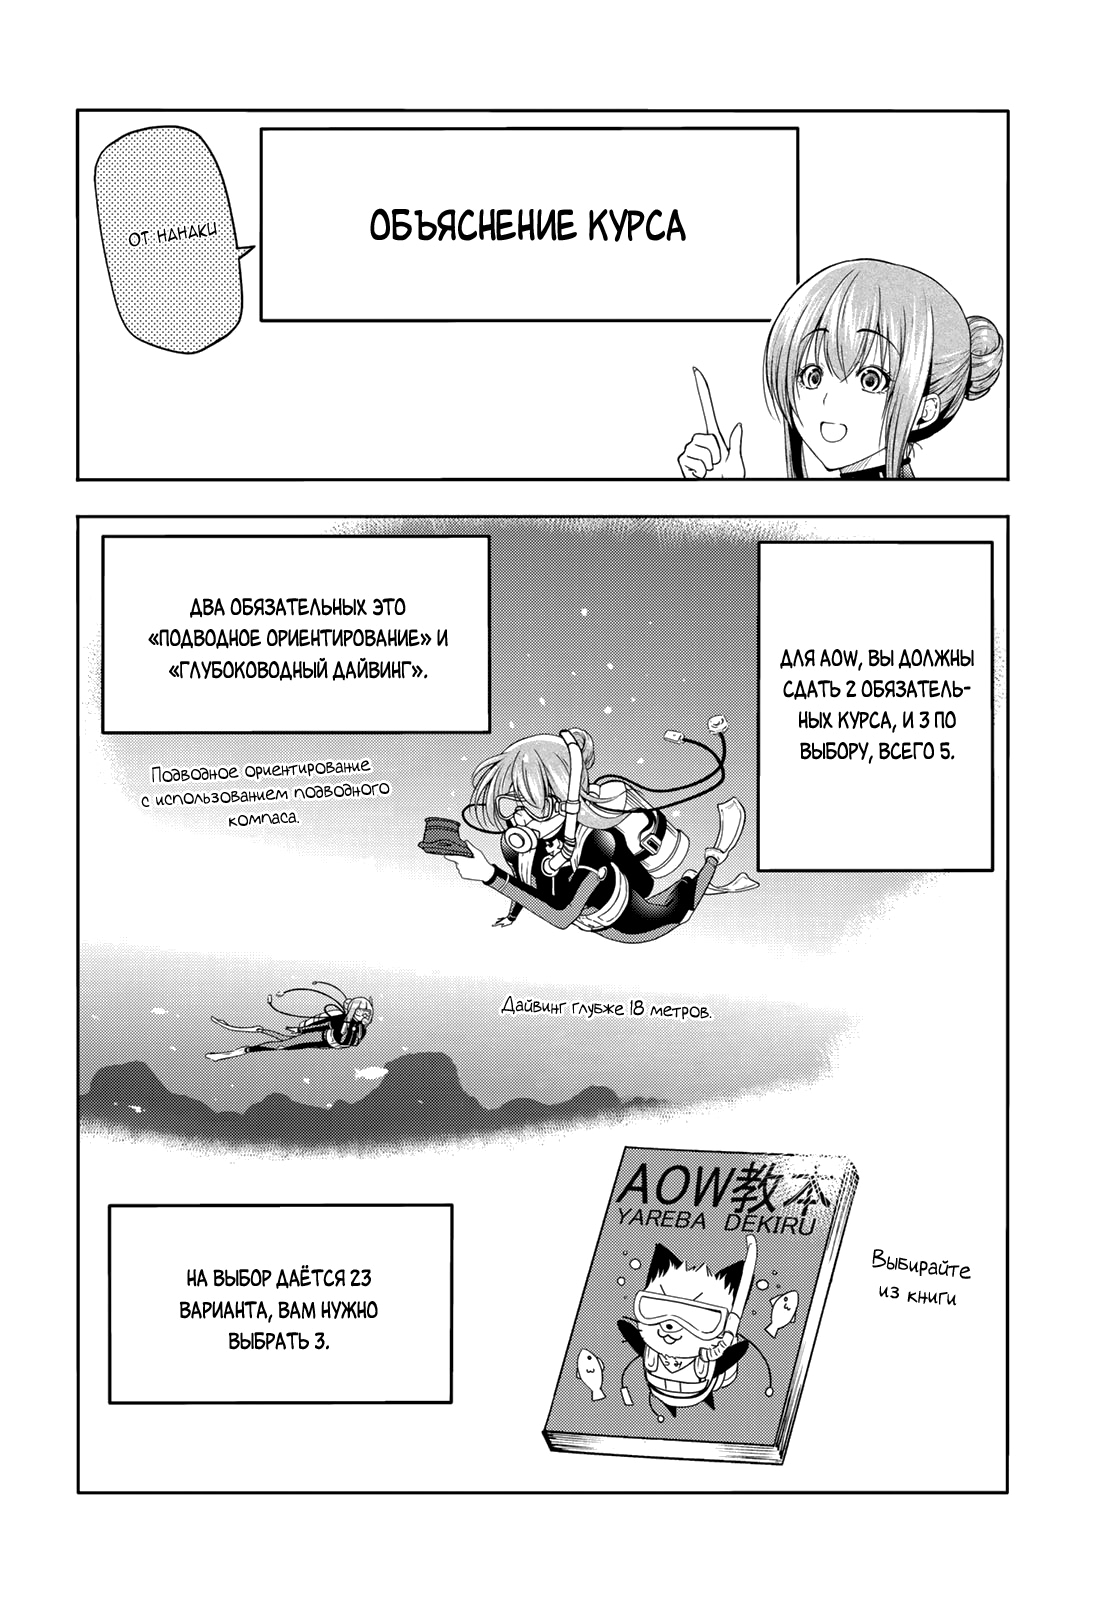 ОБЪЯСНЕНИЕ КУРСА
ОТ НАНАКИ
ДЛЯ AOW, ВЫ ДОЛЖНЫ
СДАТЬ 2 ОБЯЗАТЕЛЬ-
НЫХ КУРСА, И 3 ПО
ВЫБОРУ, ВСЕГО 5.
ДВА ОБЯЗАТЕЛЬНЫХ ЭТО
«ПОДВОДНОЕ ОРИЕНТИРОВАНИЕ» И
«ГЛУБОКОВОДНЫЙ ДАЙВИНГ».
Подводное ориентирование
с использованием подводного
компаса.
Дайвинг глубже 18 метров.
AOW教本
YAREBA DEKIRU
Выбирайте
из книги
НА ВЫБОР ДАЁТСЯ 23
ВАРИАНТА, ВАМ НУЖНО
ВЫБРАТЬ 3.